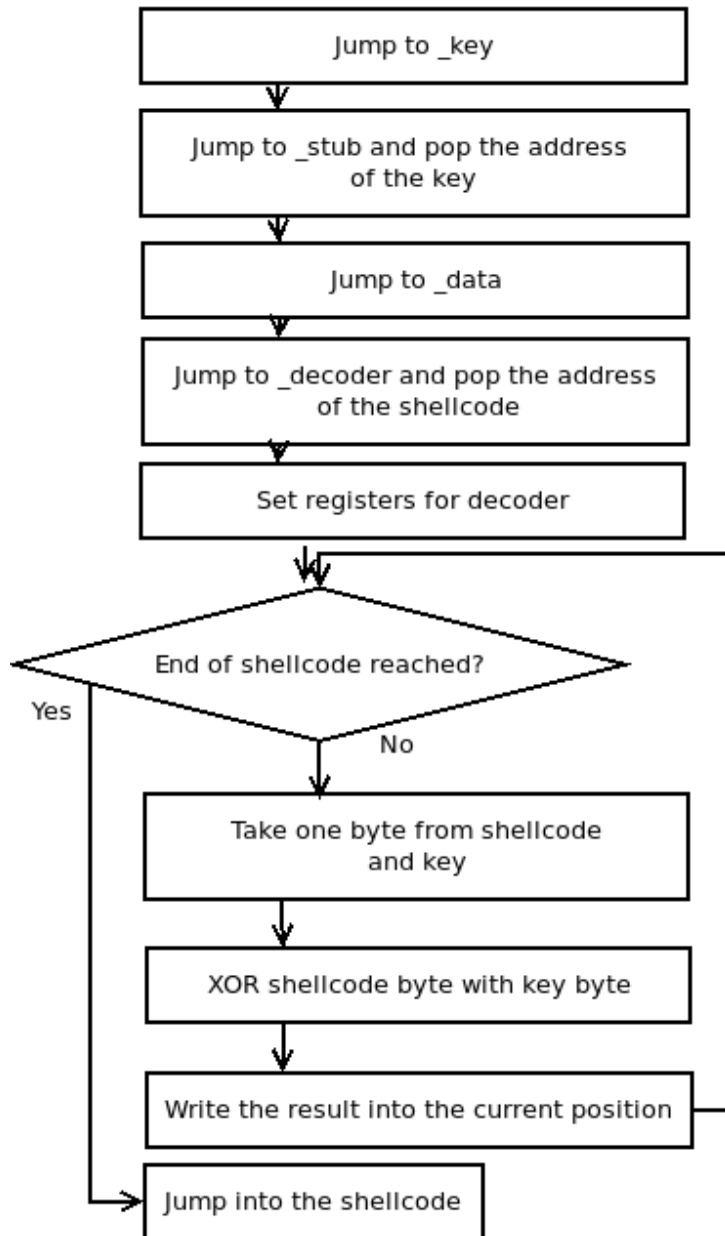 Jump to _key
Jump to _stub and pop the address
of the key
Jump to _data
Jump to _decoder and pop the address
of the shellcode
Set registers for decoder
End of shellcode reached?
Yes
No
Take one byte from shellcode
and key
XOR shellcode byte with key byte
Write the result into the current position
Jump into the shellcode